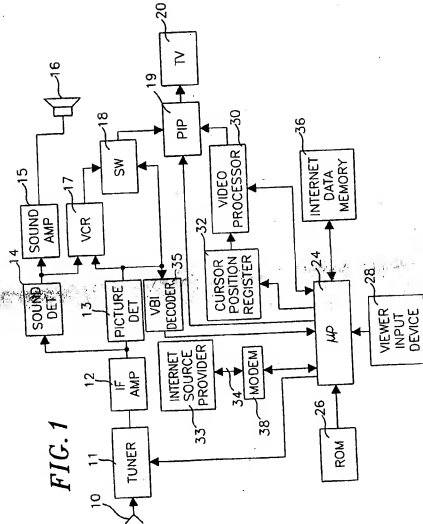 FIG. 1
10
11
TUNER
12
IF
AMP
13
PICTURE
DET
14
SOUND
DET
15
SOUND
AMP
16
17
VCR
18
SW
19
PIP
20
TV
VBI
DECODER
35
30
VIDEO
PROCESSOR
32
CURSOR
POSITION
REGISTER
33
INTERNET
SOURCE
PROVIDER
34
MODEM
38
24
μP
36
INTERNET
DATA
MEMORY
26
ROM
28
VIEWER
INPUT
DEVICE